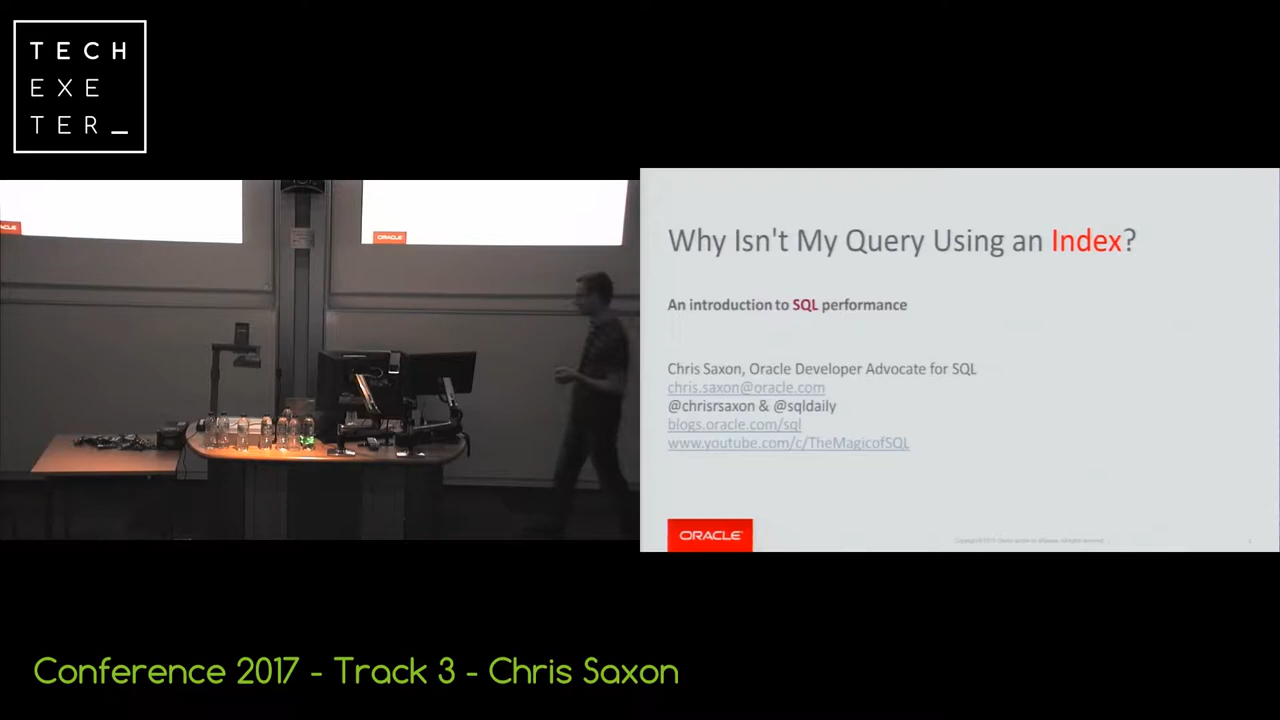 TECH
EXE
TER_
ORACLE
Why Isn't My Query Using an Index?
An introduction to SQL performance
Chris Saxon, Oracle Developer Advocate for SQL
chris.saxon@oracle.com
@chrisrsaxon & @sqldaily
blogs.oracle.com/sql
www.youtube.com/c/TheMagicofSQL
ORACLE
Conference 2017 - Track 3 - Chris Saxon